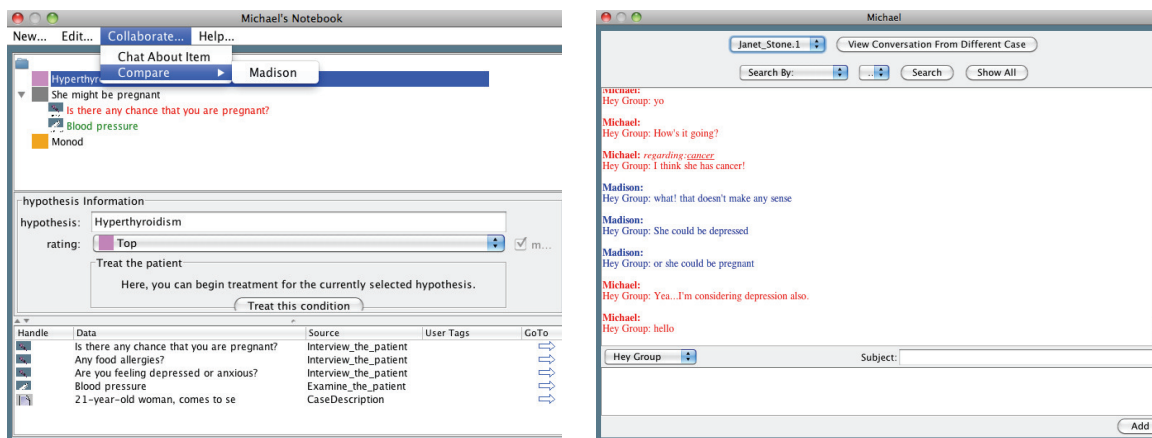 Michael's Notebook
New... Edit... Collaborate... Help...
Chat About Item
Compare Madison
Hyperthyr
She might be pregnant
Is there any chance that you are pregnant?
Blood pressure
Monod
hypothesis Information
hypothesis: Hyperthyroidism
rating: Top m...
Treat the patient
Here, you can begin treatment for the currently selected hypothesis.
Treat this condition
Handle Data Source User Tags GoTo
Is there any chance that you are pregnant? Interview_the_patient
Any food allergies? Interview_the_patient
Are you feeling depressed or anxious? Interview_the_patient
Blood pressure Examine_the_patient
21-year-old woman, comes to se CaseDescription
Michael
Janet_Stone.1 View Conversation From Different Case
Search By: .. Search Show All
Michael:
Hey Group: yo
Michael:
Hey Group: How's it going?
Michael: regarding:cancer
Hey Group: I think she has cancer!
Madison:
Hey Group: what! that doesn't make any sense
Madison:
Hey Group: She could be depressed
Madison:
Hey Group: or she could be pregnant
Michael:
Hey Group: Yea...I'm considering depression also.
Michael:
Hey Group: hello
Hey Group Subject:
Add